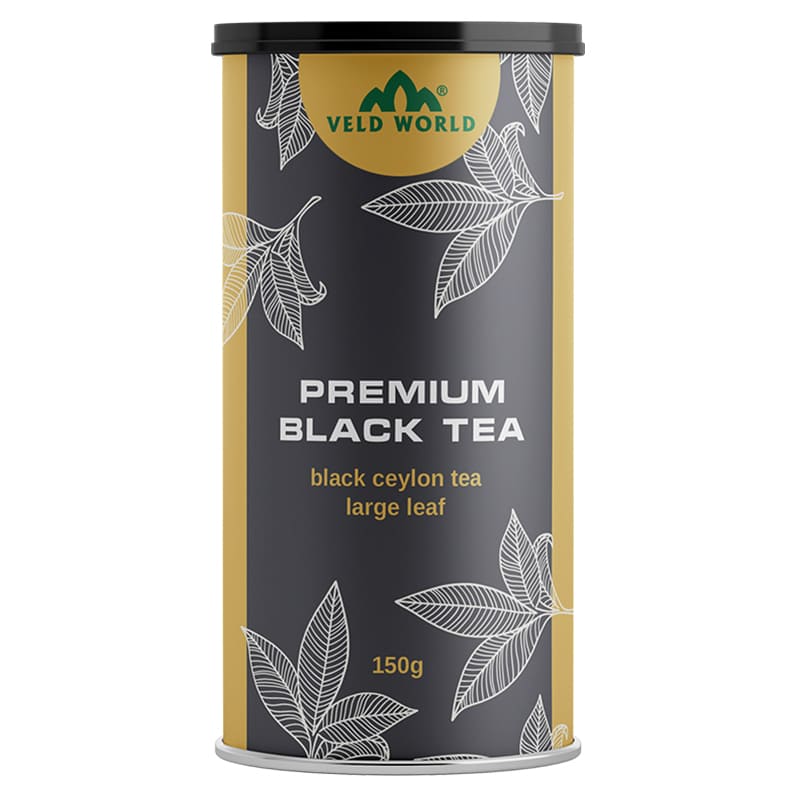 ®
VELD WORLD
PREMIUM
BLACK TEA
black ceylon tea
large leaf
150g